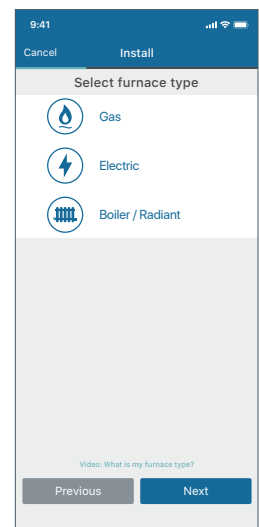 9:41
Cancel Install
Select furnace type
Gas
Electric
Boiler / Radiant
Video: What is my furnace type?
Previous Next